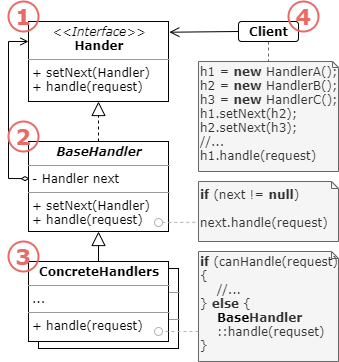 1
<<Interface>>
Hander
+ setNext(Handler)
+ handle(request)
4
Client
h1 = new HandlerA();
h2 = new HandlerB();
h3 = new HandlerC();
h1.setNext(h2);
h2.setNext(h3);
//...
h1.handle(request)
2
BaseHandler
- Handler next
+ setNext(Handler)
+ handle(request)
if (next != null)
next.handle(request)
3
ConcreteHandlers
...
+ handle(request)
if (canHandle(request)
{
//...
} else {
BaseHandler
::handle(requset)
}